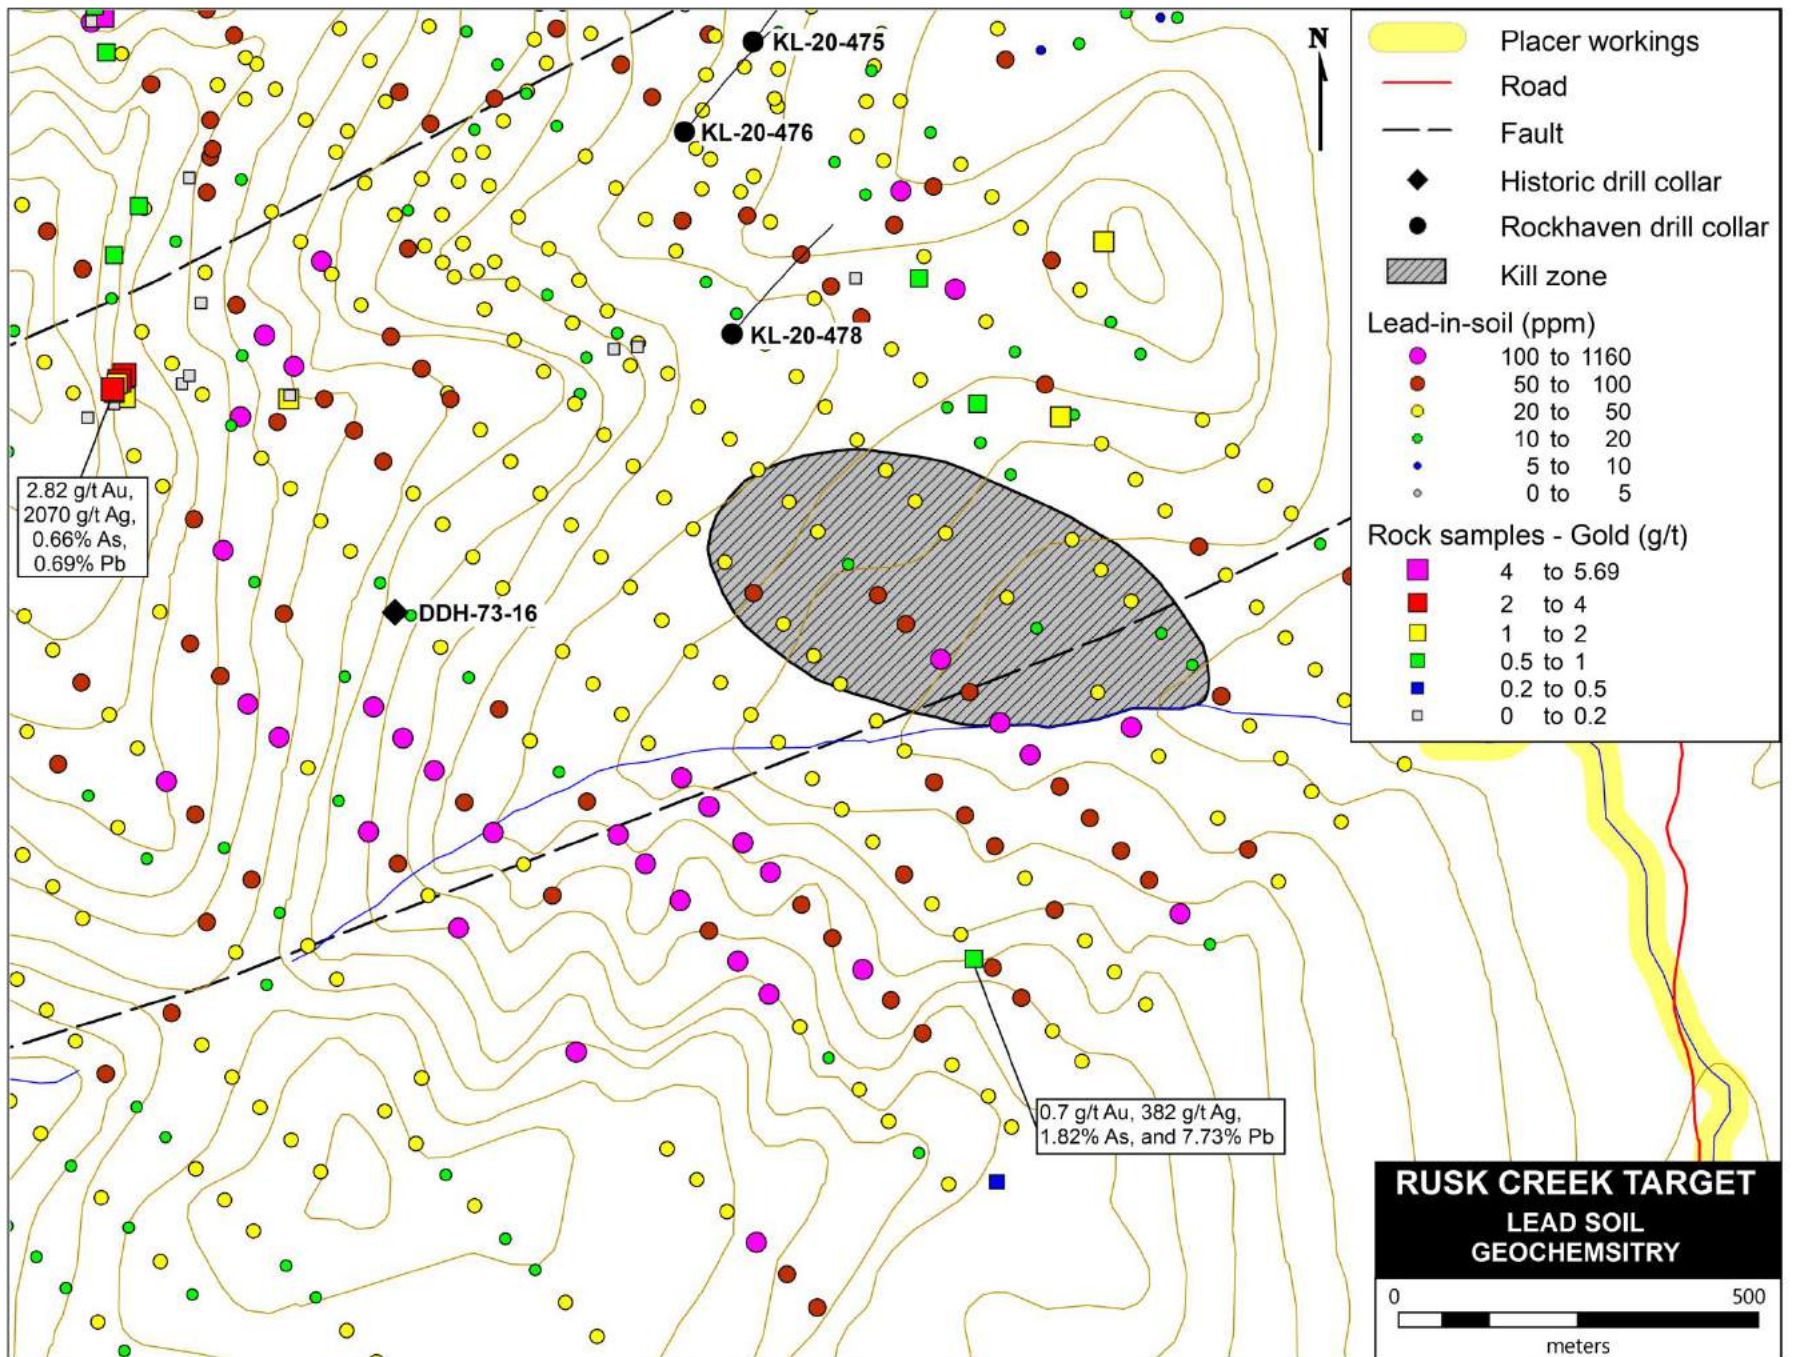 KL-20-475
N
KL-20-476
KL-20-478
2.82 g/t Au,
2070 g/t Ag,
0.66% As,
0.69% Pb
DDH-73-16
0.7 g/t Au, 382 g/t Ag,
1.82% As, and 7.73% Pb
Placer workings
Road
Fault
Historic drill collar
Rockhaven drill collar
Kill zone
Lead-in-soil (ppm)
100 to 1160
50 to 100
20 to 50
10 to 20
5 to 10
0 to 5
Rock samples - Gold (g/t)
4 to 5.69
2 to 4
1 to 2
0.5 to 1
0.2 to 0.5
0 to 0.2
RUSK CREEK TARGET
LEAD SOIL
GEOCHEMSITRY
0 500
meters